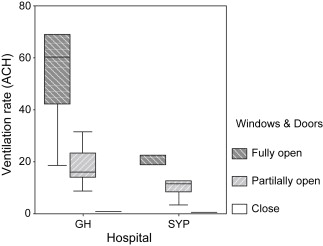 Ventilation rate (ACH)
80
60
40
20
0
GH
SYP
Hospital
Windows & Doors
Fully open
Partilally open
Close